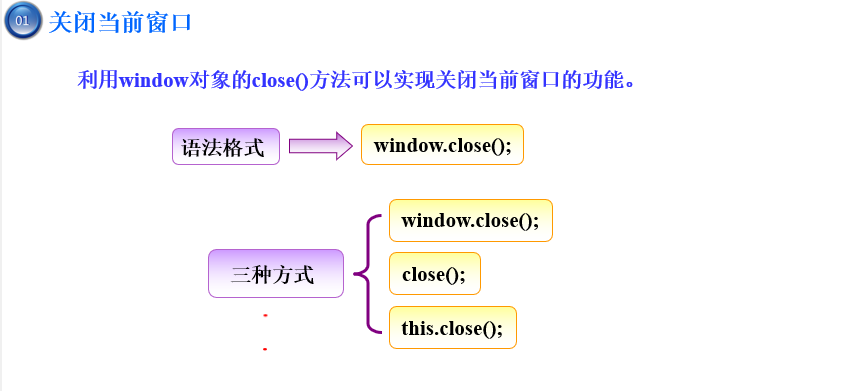 01 关闭当前窗口
利用window对象的close()方法可以实现关闭当前窗口的功能。
语法格式 window.close();
window.close();
三种方式 close();
this.close();